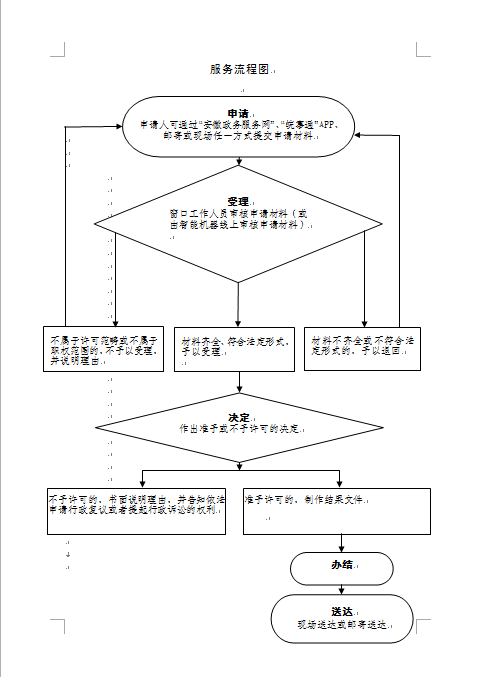 服务流程图
申请
申请人可通过“安徽政务服务网”、“皖事通”APP、
邮寄或现场任一方式提交申请材料。
受理
窗口工作人员审核申请材料（或
由智能机器线上审核申请材料）。
不属于许可范畴或不属于
职权范围的，不予以受理，
并说明理由。
材料齐全、符合法定形式，
予以受理。
材料不齐全或不符合法
定形式的，予以退回。
决定
作出准予或不予许可的决定。
不予许可的，书面说明理由，并告知依法
申请行政复议或者提起行政诉讼的权利。
准予许可的，制作结果文件。
办结
送达
现场送达或邮寄送达。